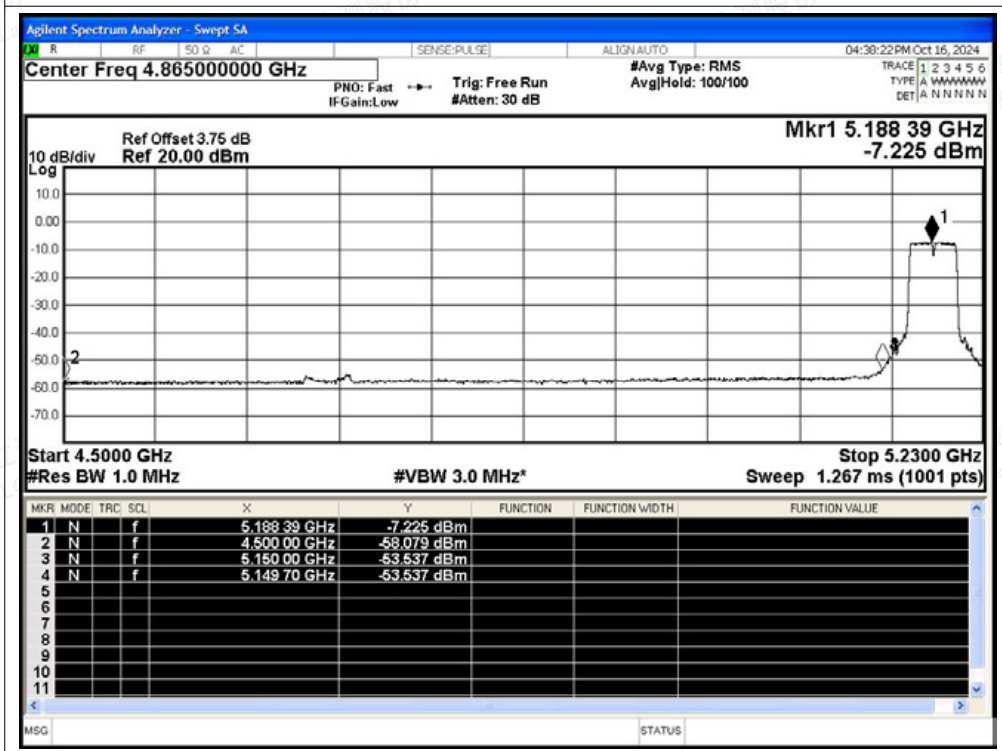 Agilent Spectrum Analyzer - Swept SA
LXI R RF 50 Ω AC SENSE:PULSE ALIGN AUTO 04:38:22 PM Oct 16, 2024
Center Freq 4.865000000 GHz #Avg Type: RMS TRACE 1 2 3 4 5 6
PNO: Fast Trig: Free Run Avg|Hold: 100/100 TYPE A WWWWW
IFGain:Low #Atten: 30 dB DET A N N N N N
Mkr1 5.188 39 GHz
-7.225 dBm
Ref Offset 3.75 dB
10 dB/div Ref 20.00 dBm
Log
10.0
0.00
-10.0
-20.0
-30.0
-40.0
-50.0
-60.0
-70.0
1
2
Start 4.5000 GHz Stop 5.2300 GHz
#Res BW 1.0 MHz #VBW 3.0 MHz* Sweep 1.267 ms (1001 pts)
MKR MODE TRC SCL X Y FUNCTION FUNCTION WIDTH FUNCTION VALUE
1 N f 5.188 39 GHz -7.225 dBm
2 N f 4.500 00 GHz -58.079 dBm
3 N f 5.150 00 GHz -53.537 dBm
4 N f 5.149 70 GHz -53.537 dBm
5
6
7
8
9
10
11
MSG STATUS